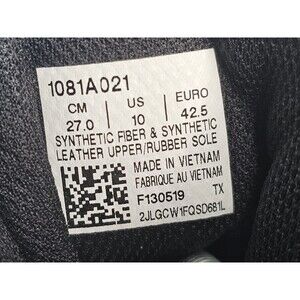 1081A021
CM US EURO
27.0 10 42.5
SYNTHETIC FIBER & SYNTHETIC
LEATHER UPPER/RUBBER SOLE
MADE IN VIETNAM
FABRIQUE AU VIETNAM
F130519 TX
2JLGCW1FQSD681L